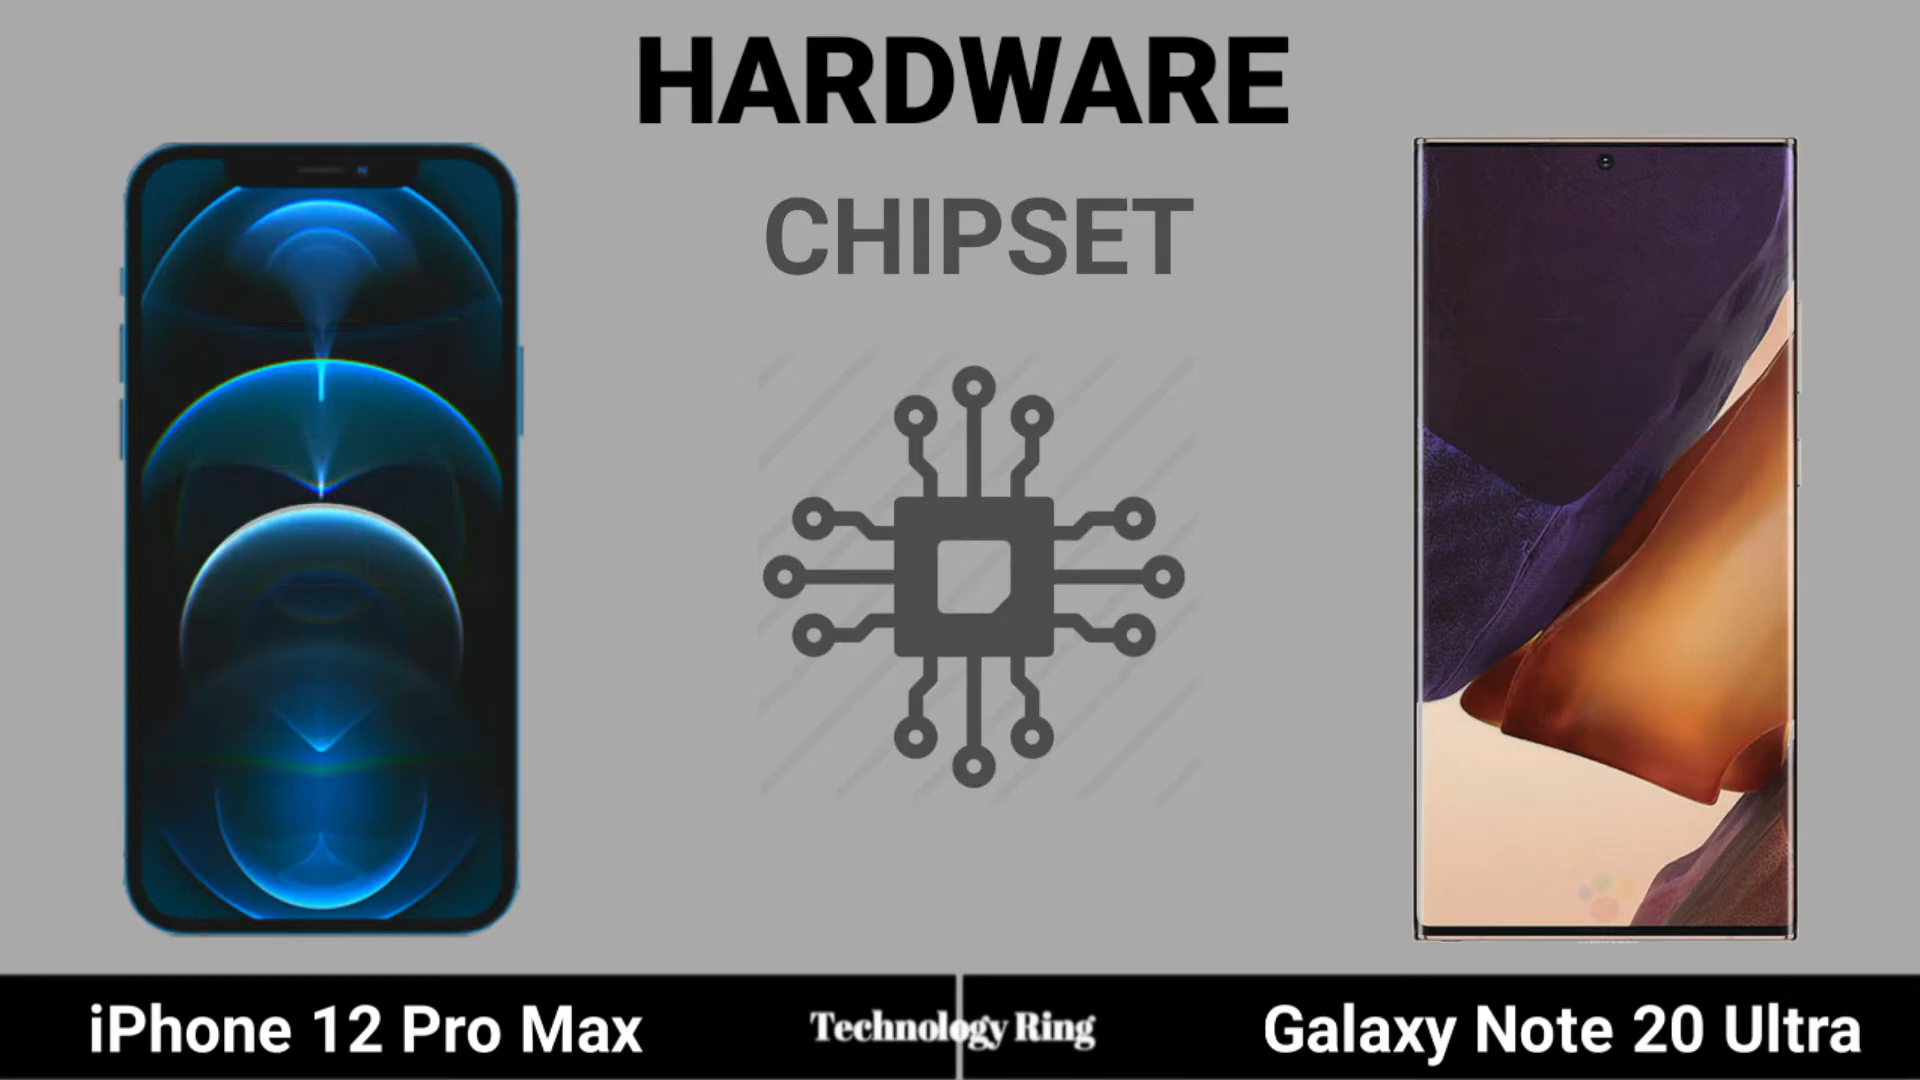 HARDWARE
CHIPSET
iPhone 12 Pro Max
Technology Ring
Galaxy Note 20 Ultra